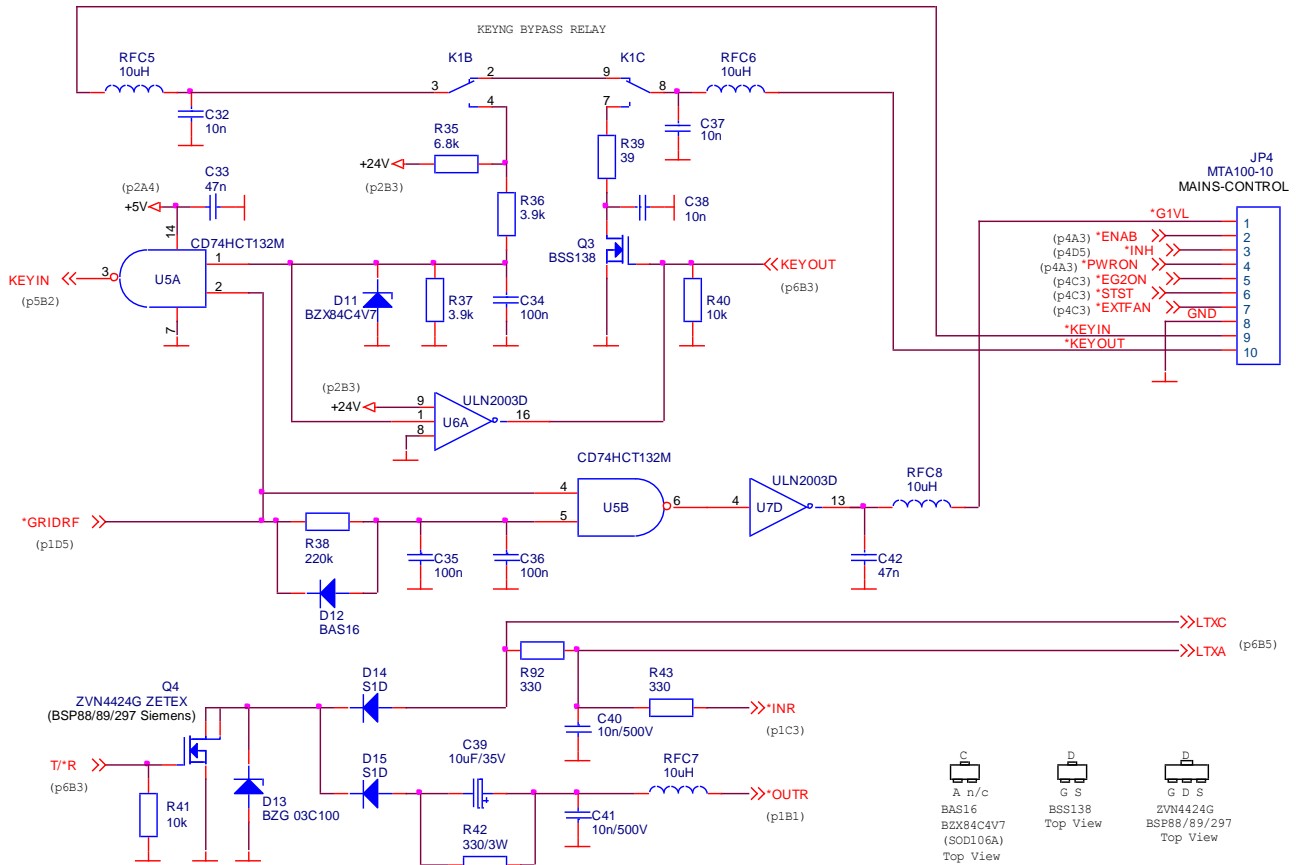 KEYNG BYPASS RELAY
RFC5
10uH
K1B
K1C
RFC6
10uH
3
2
4
9
7
8
C32
10n
C37
10n
R35
6.8k
R39
39
+24V
(p2B3)
C33
47n
(p2A4)
+5V
14
R36
3.9k
C38
10n
JP4
MTA100-10
MAINS-CONTROL
*G1VL
1
(p4A3)
*ENAB
2
(p4D5)
*INH
3
(p4A3)
*PWRON
4
(p4C3)
*EG2ON
5
(p4C3)
*STST
6
(p4C3)
*EXTFAN
7
GND
8
*KEYIN
9
*KEYOUT
10
CD74HCT132M
KEYIN
(p5B2)
3
U5A
1
2
7
Q3
BSS138
KEYOUT
(p6B3)
D11
BZX84C4V7
R37
3.9k
C34
100n
R40
10k
(p2B3)
+24V
9
1
8
U6A
ULN2003D
16
CD74HCT132M
4
5
U5B
6
ULN2003D
4
U7D
13
RFC8
10uH
*GRIDRF
(p1D5)
R38
220k
C35
100n
C36
100n
C42
47n
D12
BAS16
LTXC
(p6B5)
LTXA
R92
330
R43
330
D14
S1D
Q4
ZVN4424G ZETEX
(BSP88/89/297 Siemens)
*INR
(p1C3)
C40
10n/500V
C39
10uF/35V
D15
S1D
RFC7
10uH
T/*R
(p6B3)
R41
10k
D13
BZG 03C100
*OUTR
(p1B1)
C41
10n/500V
R42
330/3W
C
A n/c
BAS16
BZX84C4V7
(SOD106A)
Top View
D
G S
BSS138
Top View
D
G D S
ZVN4424G
BSP88/89/297
Top View